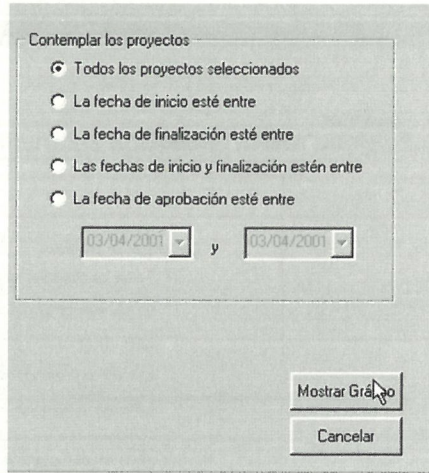 Contemplar los proyectos
Todos los proyectos seleccionados
La fecha de inicio esté entre
La fecha de finalización esté entre
Las fechas de inicio y finalización estén entre
La fecha de aprobación esté entre
03/04/2001 y 03/04/2001
Mostrar
Cancelar